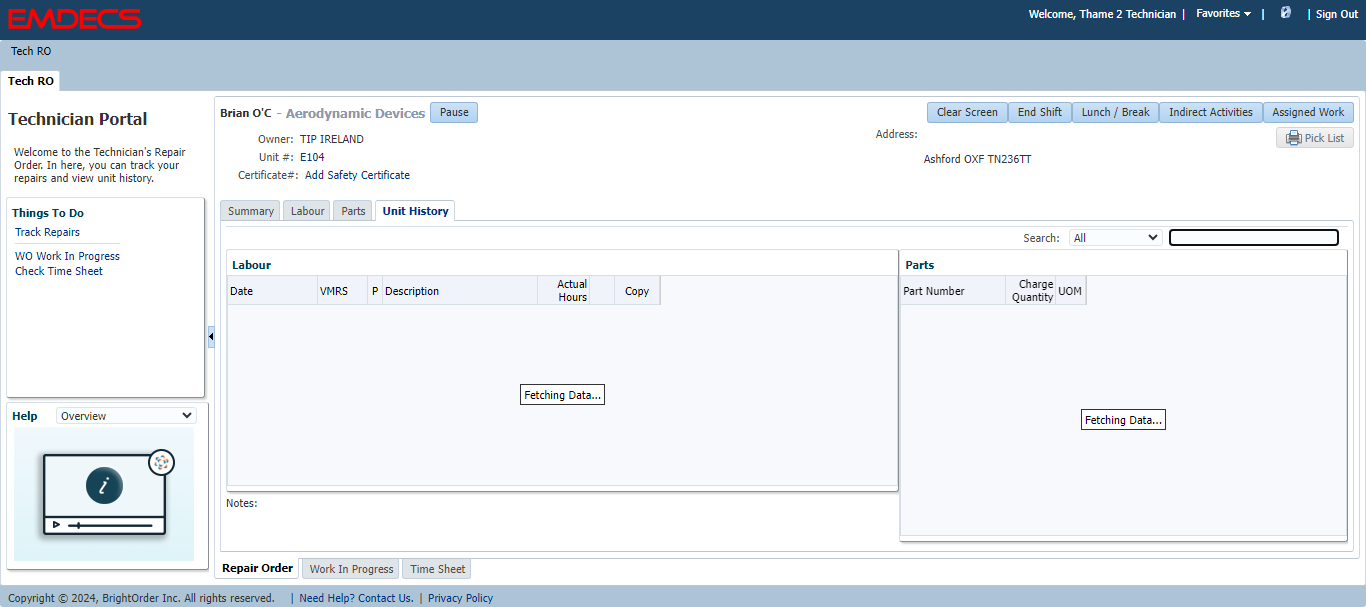 EMDECS
Welcome, Thame 2 Technician | Favorites | | Sign Out
Tech RO
Tech RO
Technician Portal
Welcome to the Technician's Repair
Order. In here, you can track your
repairs and view unit history.
Things To Do
Track Repairs
WO Work In Progress
Check Time Sheet
Help Overview
i
Brian O'C - Aerodynamic Devices Pause
Clear Screen End Shift Lunch / Break Indirect Activities Assigned Work
Owner: TIP IRELAND
Address:
Pick List
Unit #: E104
Ashford OXF TN236TT
Certificate#: Add Safety Certificate
Summary Labour Parts Unit History
Search: All
Labour
Date VMRS P Description Actual Hours Copy
Fetching Data...
Notes:
Parts
Part Number Charge Quantity UOM
Fetching Data...
Repair Order Work In Progress Time Sheet
Copyright © 2024, BrightOrder Inc. All rights reserved. | Need Help? Contact Us. | Privacy Policy